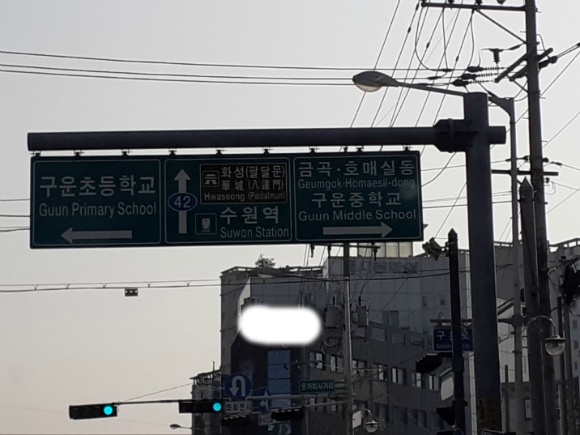 구운초등학교
Guun Primary School
42
화성(팔달문)
華城(八達門)
Hwaseong (Paldalmun)
수원역
Suwon Station
금곡·호매실동
Geumgok·Homaesil-dong
구운중학교
Guun Middle School